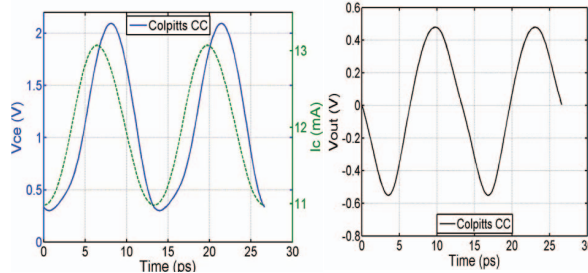 Colpitts CC
Vce (V)
2
1.5
1
0.5
0
Ic (mA)
13
12
11
0 5 10 15 20 25 30
Time (ps)
Vout (V)
0.6
0.4
0.2
0
-0.2
-0.4
-0.6
-0.8
Colpitts CC
0 5 10 15 20 25 30
Time (ps)